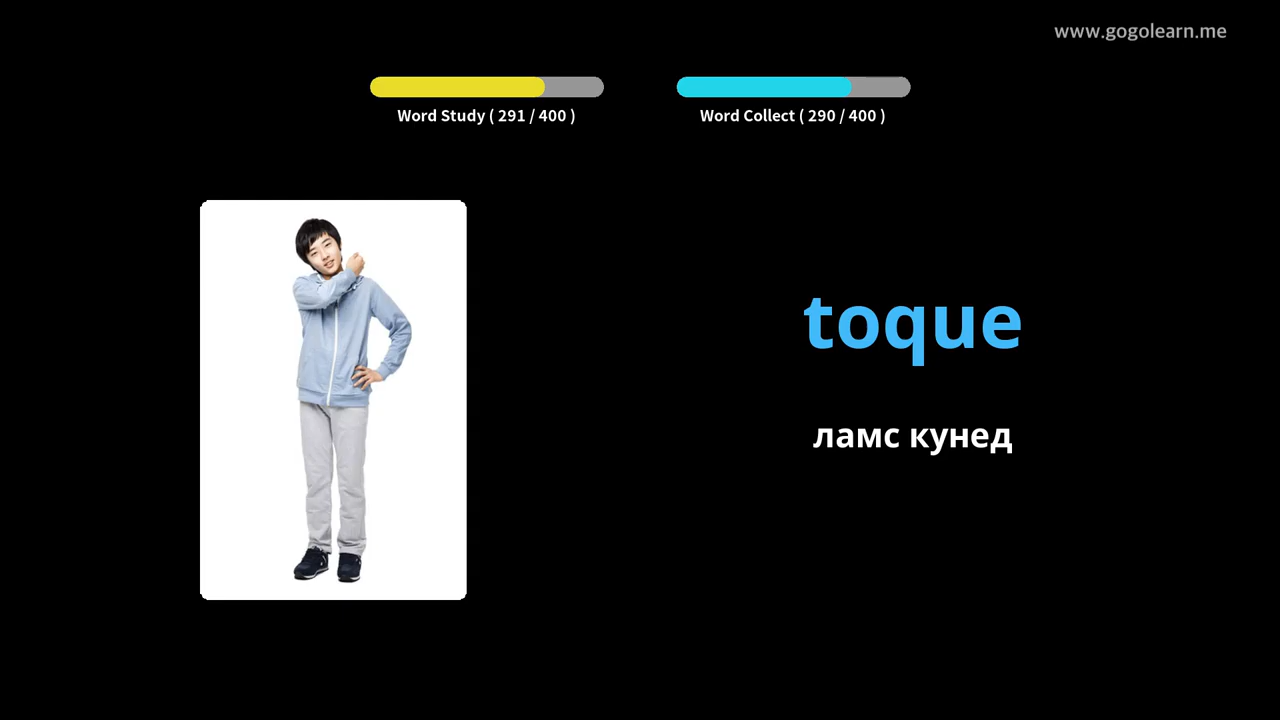 www.gogolearn.me
Word Study ( 291 / 400 )
Word Collect ( 290 / 400 )
toque
ламс кунед